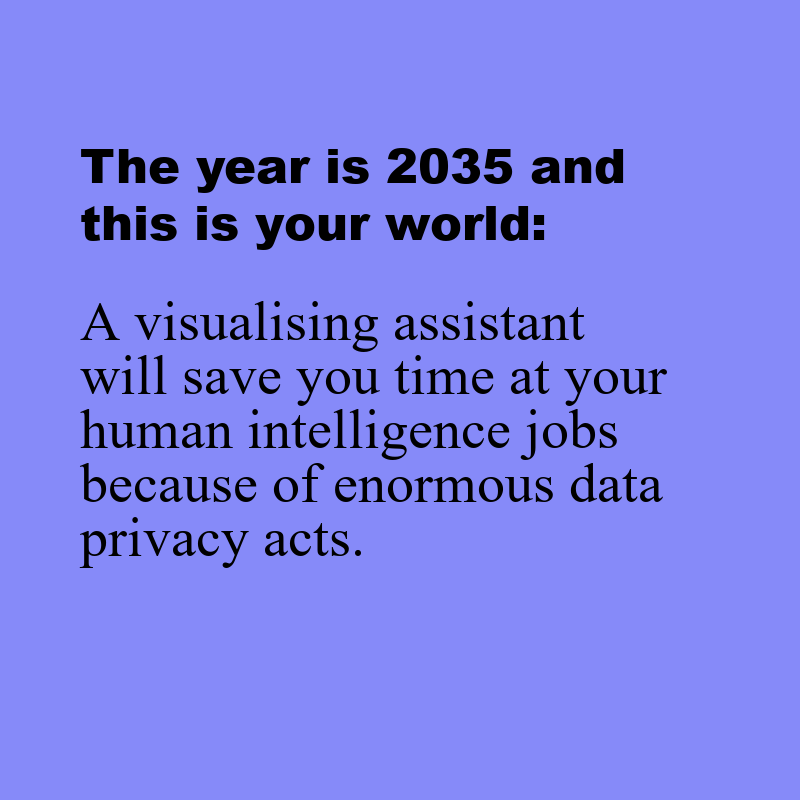 The year is 2035 and
this is your world:
A visualising assistant
will save you time at your
human intelligence jobs
because of enormous data
privacy acts.